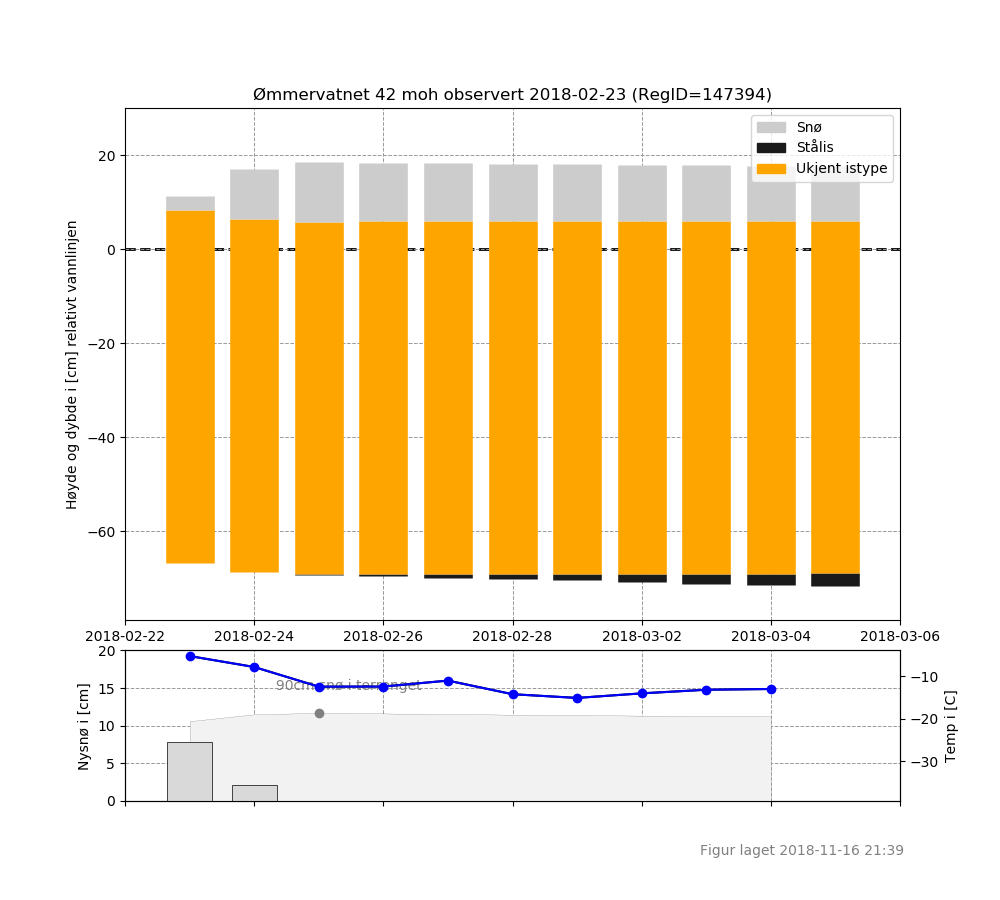 Ømmervatnet 42 moh observert 2018-02-23 (RegID=147394)
Snø
Stålis
Ukjent istype
Høyde og dybde i [cm] relativt vannlinjen
20
0
−20
−40
−60
2018-02-22 2018-02-24 2018-02-26 2018-02-28 2018-03-02 2018-03-04 2018-03-06
Nysnø i [cm]
20
15
10
5
0
90cm snø i terrenget
−10
−20
−30
Temp i [C]
Figur laget 2018-11-16 21:39